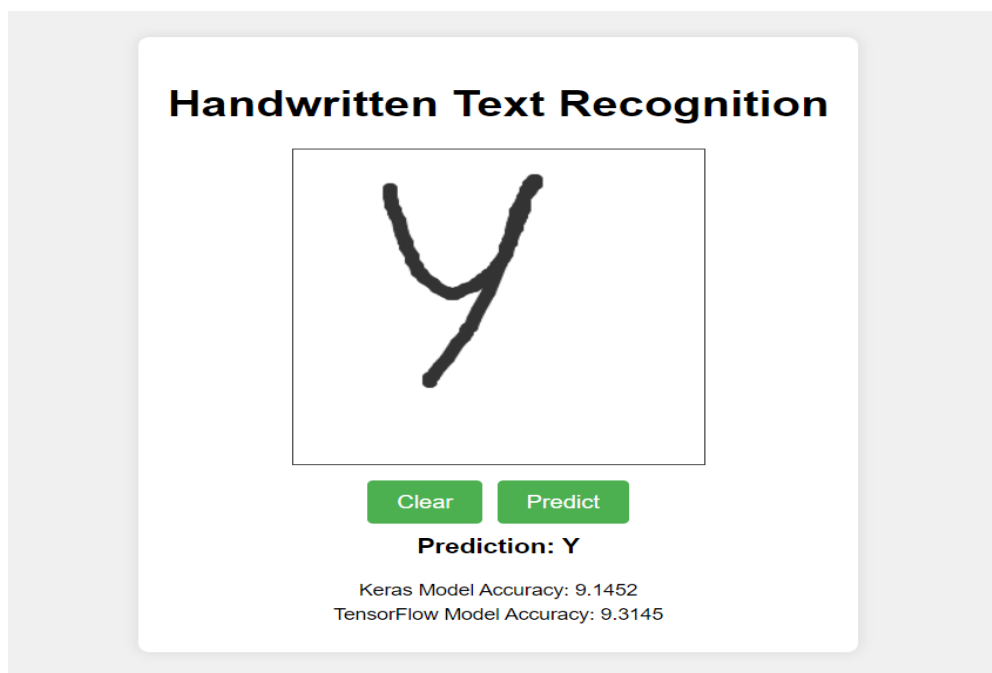 Handwritten Text Recognition
y
Clear Predict
Prediction: Y
Keras Model Accuracy: 9.1452
TensorFlow Model Accuracy: 9.3145